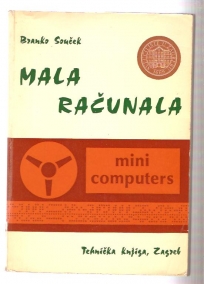 Branko Souček
MALA
RAČUNALA
mini
computers
Tehnička knjiga, Zagreb